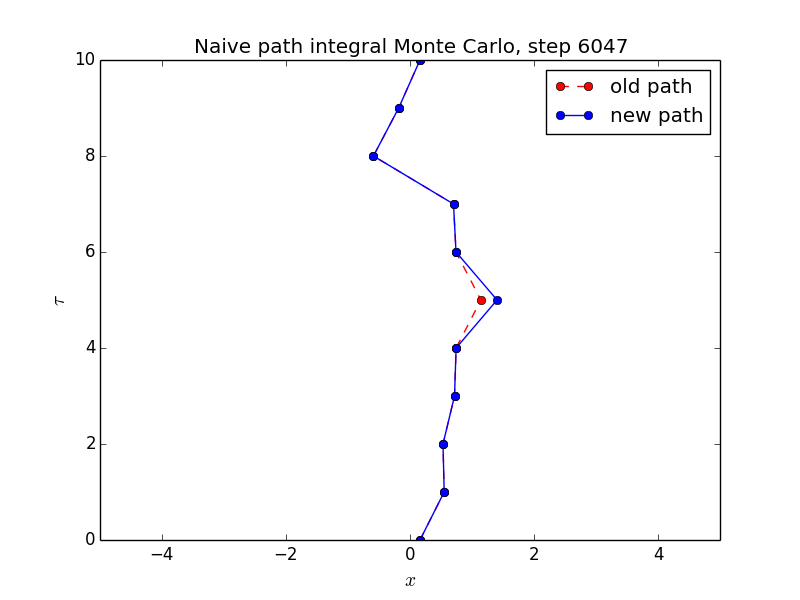 Naive path integral Monte Carlo, step 6047
old path
new path
10
8
6
4
2
0
τ
−4
−2
0
2
4
x